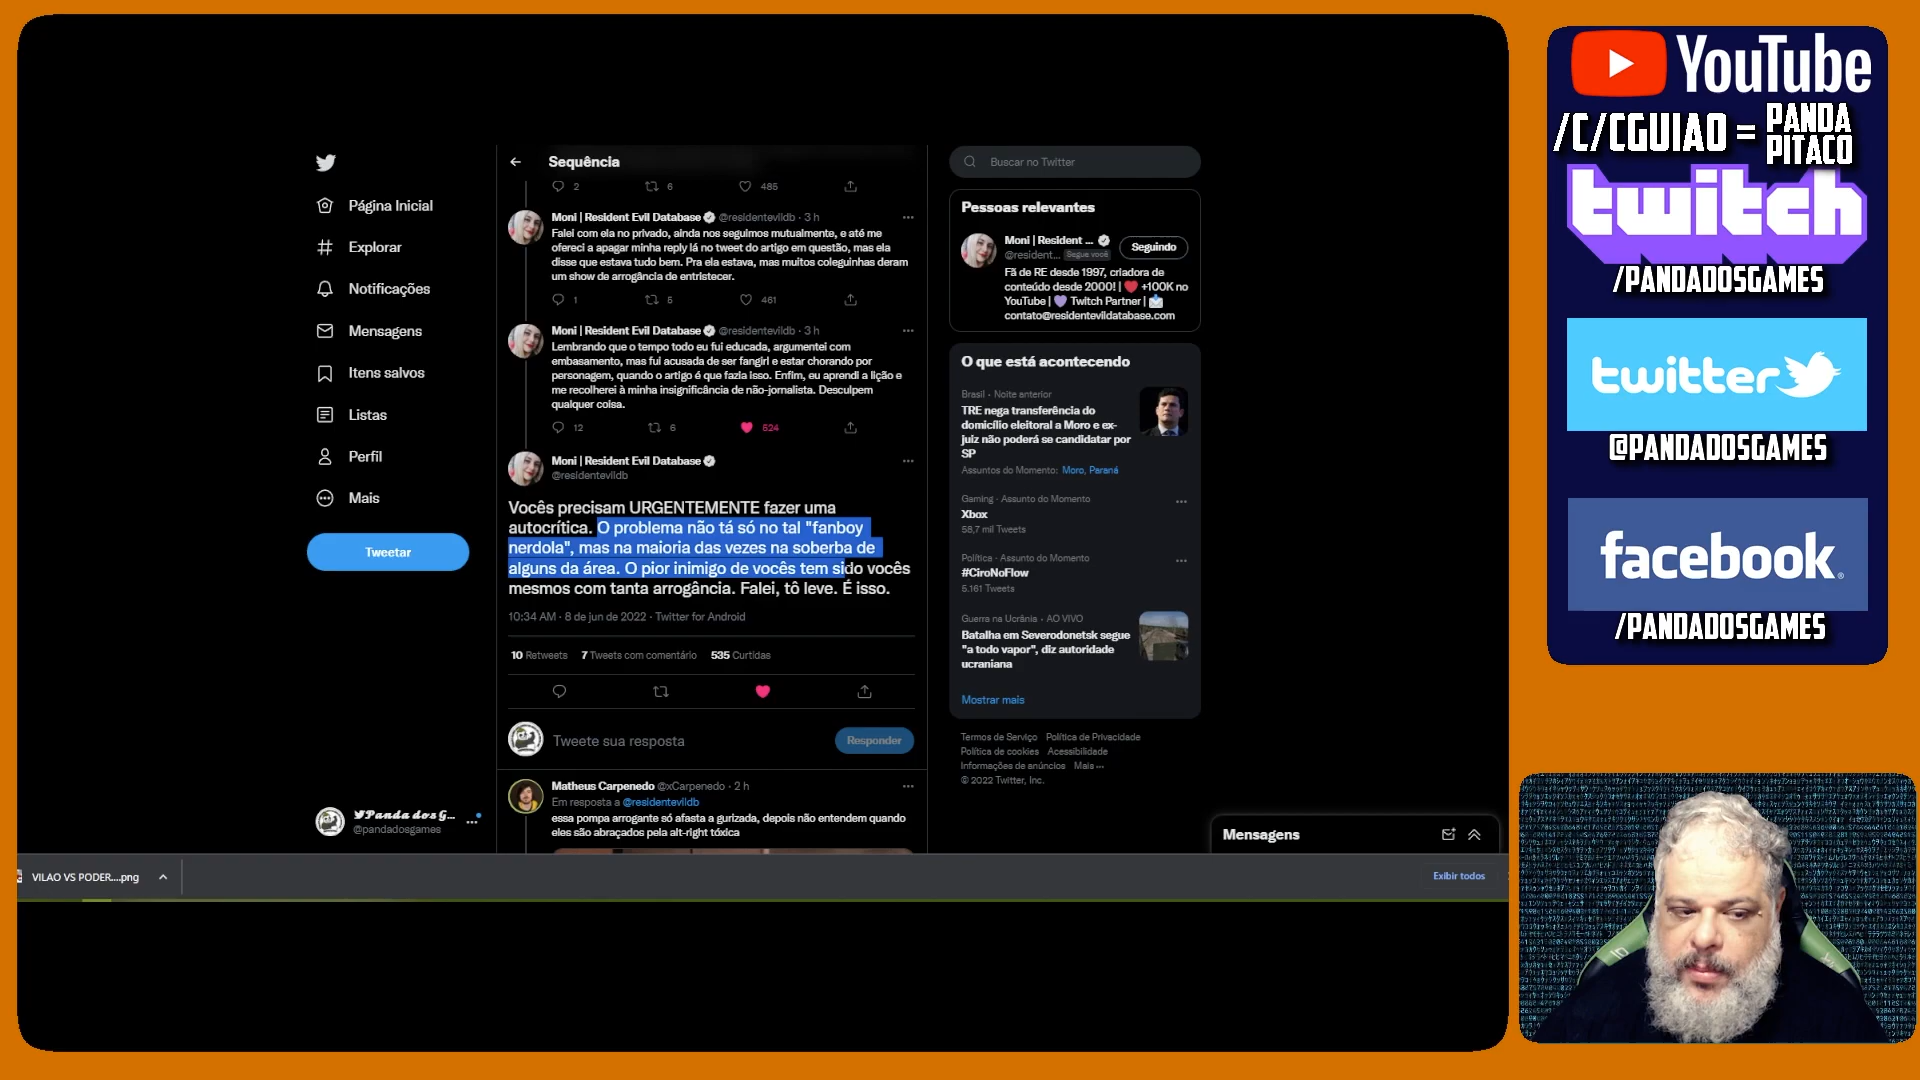 Página Inicial
Explorar
Notificações
Mensagens
Itens salvos
Listas
Perfil
Mais
Tweetar
Panda dos G...
@pandadosgames
Sequência
2 6 485
Moni | Resident Evil Database @residentevildb · 3 h
Falei com ela no privado, ainda nos seguimos mutualmente, e até me
ofereci a apagar minha reply lá no tweet do artigo em questão, mas ela
disse que estava tudo bem. Pra ela estava, mas muitos coleguinhas deram
um show de arrogância de entristecer.
1 5 461
Moni | Resident Evil Database @residentevildb · 3 h
Lembrando que o tempo todo eu fui educada, argumentei com
embasamento, mas fui acusada de ser fangirl e estar chorando por
personagem, quando o artigo é que fazia isso. Enfim, eu aprendi a lição e
me recolherei à minha insignificância de não-jornalista. Desculpem
qualquer coisa.
12 6 524
Moni | Resident Evil Database
@residentevildb
Vocês precisam URGENTEMENTE fazer uma
autocrítica. O problema não tá só no tal "fanboy
nerdola", mas na maioria das vezes na soberba de
alguns da área. O pior inimigo de vocês tem sido vocês
mesmos com tanta arrogância. Falei, tô leve. É isso.
10:34 AM · 8 de jun de 2022 · Twitter for Android
10 Retweets 7 Tweets com comentário 535 Curtidas
Tweete sua resposta
Responder
Matheus Carpenedo @xCarpenedo · 2 h
Em resposta a @residentevildb
essa pompa arrogante só afasta a gurizada, depois não entendem quando
eles são abraçados pela alt-right tóxica
Buscar no Twitter
Pessoas relevantes
Moni | Resident ...
@resident... Segue você
Seguindo
Fã de RE desde 1997, criadora de
conteúdo desde 2000! | ❤️ +100K no
YouTube | 💜 Twitch Partner | 📩
contato@residentevildatabase.com
O que está acontecendo
Brasil · Noite anterior
TRE nega transferência do
domicílio eleitoral a Moro e ex-
juiz não poderá se candidatar por
SP
Assuntos do Momento: Moro, Paraná
Gaming · Assunto do Momento
Xbox
58,7 mil Tweets
Política · Assunto do Momento
#CiroNoFlow
5.161 Tweets
Guerra na Ucrânia · AO VIVO
Batalha em Severodonetsk segue
"a todo vapor", diz autoridade
ucraniana
Mostrar mais
Termos de Serviço Política de Privacidade
Política de cookies Acessibilidade
Informações de anúncios Mais ···
© 2022 Twitter, Inc.
Mensagens
VILAO VS PODER....png
Exibir todos
YouTube
/C/CGUIAO = PANDA
PITACO
twitch
/PANDADOSGAMES
twitter
@PANDADOSGAMES
facebook
/PANDADOSGAMES